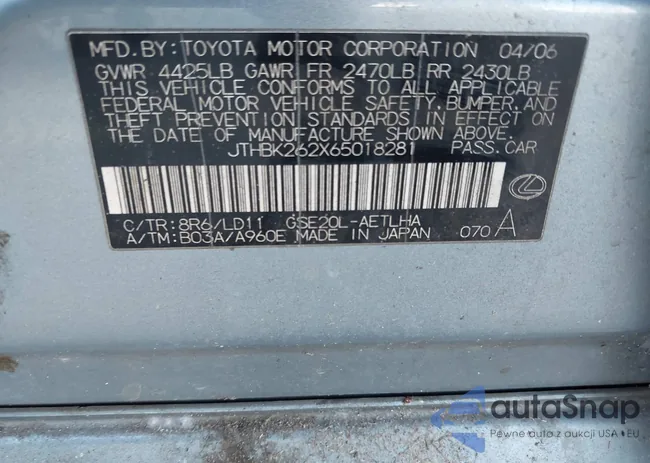 MFD.BY:TOYOTA MOTOR CORPORATION 04/06
GVWR 4425LB GAWR FR 2470LB RR 2430LB
THIS VEHICLE CONFORMS TO ALL APPLICABLE
FEDERAL MOTOR VEHICLE SAFETY, BUMPER, AND
THEFT PREVENTION STANDARDS IN EFFECT ON
THE DATE OF MANUFACTURE SHOWN ABOVE.
JTHBK262X65018281 PASS.CAR
C/TR:8R6/LD11 GSE20L-AETLHA
A/TM:B03A/A960E MADE IN JAPAN 070 A
autoSnap
Pewne auta z aukcji USA i EU